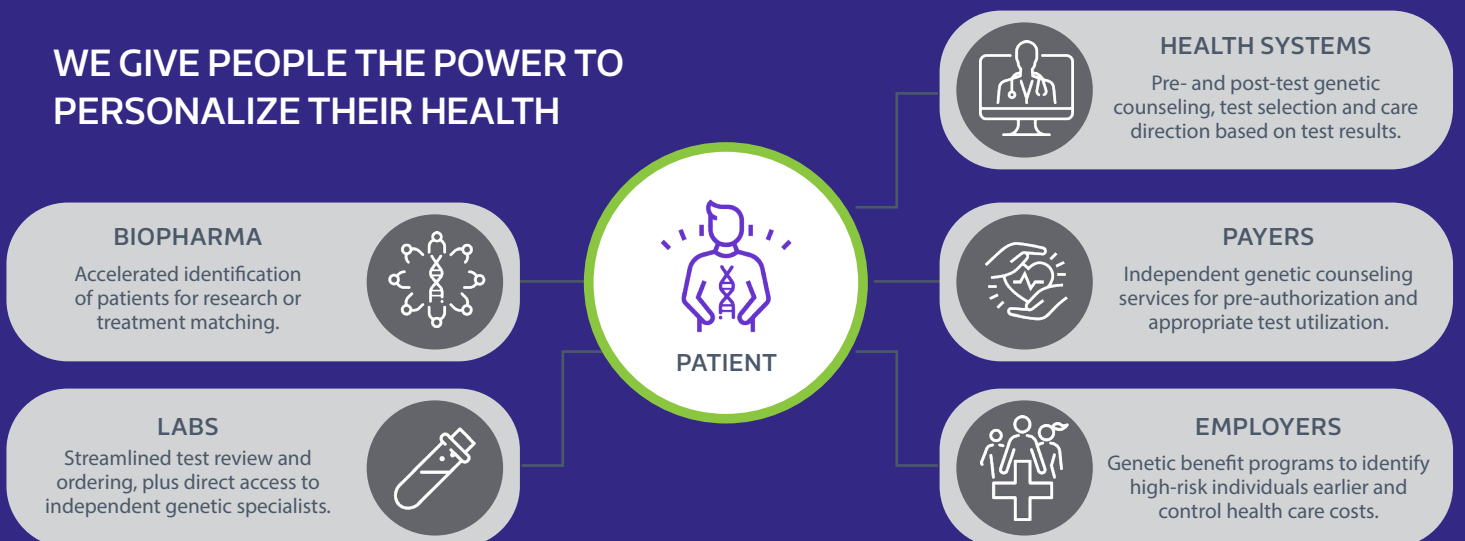 WE GIVE PEOPLE THE POWER TO
PERSONALIZE THEIR HEALTH
BIOPHARMA
Accelerated identification
of patients for research or
treatment matching.
LABS
Streamlined test review and
ordering, plus direct access to
independent genetic specialists.
PATIENT
HEALTH SYSTEMS
Pre- and post-test genetic
counseling, test selection and care
direction based on test results.
PAYERS
Independent genetic counseling
services for pre-authorization and
appropriate test utilization.
EMPLOYERS
Genetic benefit programs to identify
high-risk individuals earlier and
control health care costs.